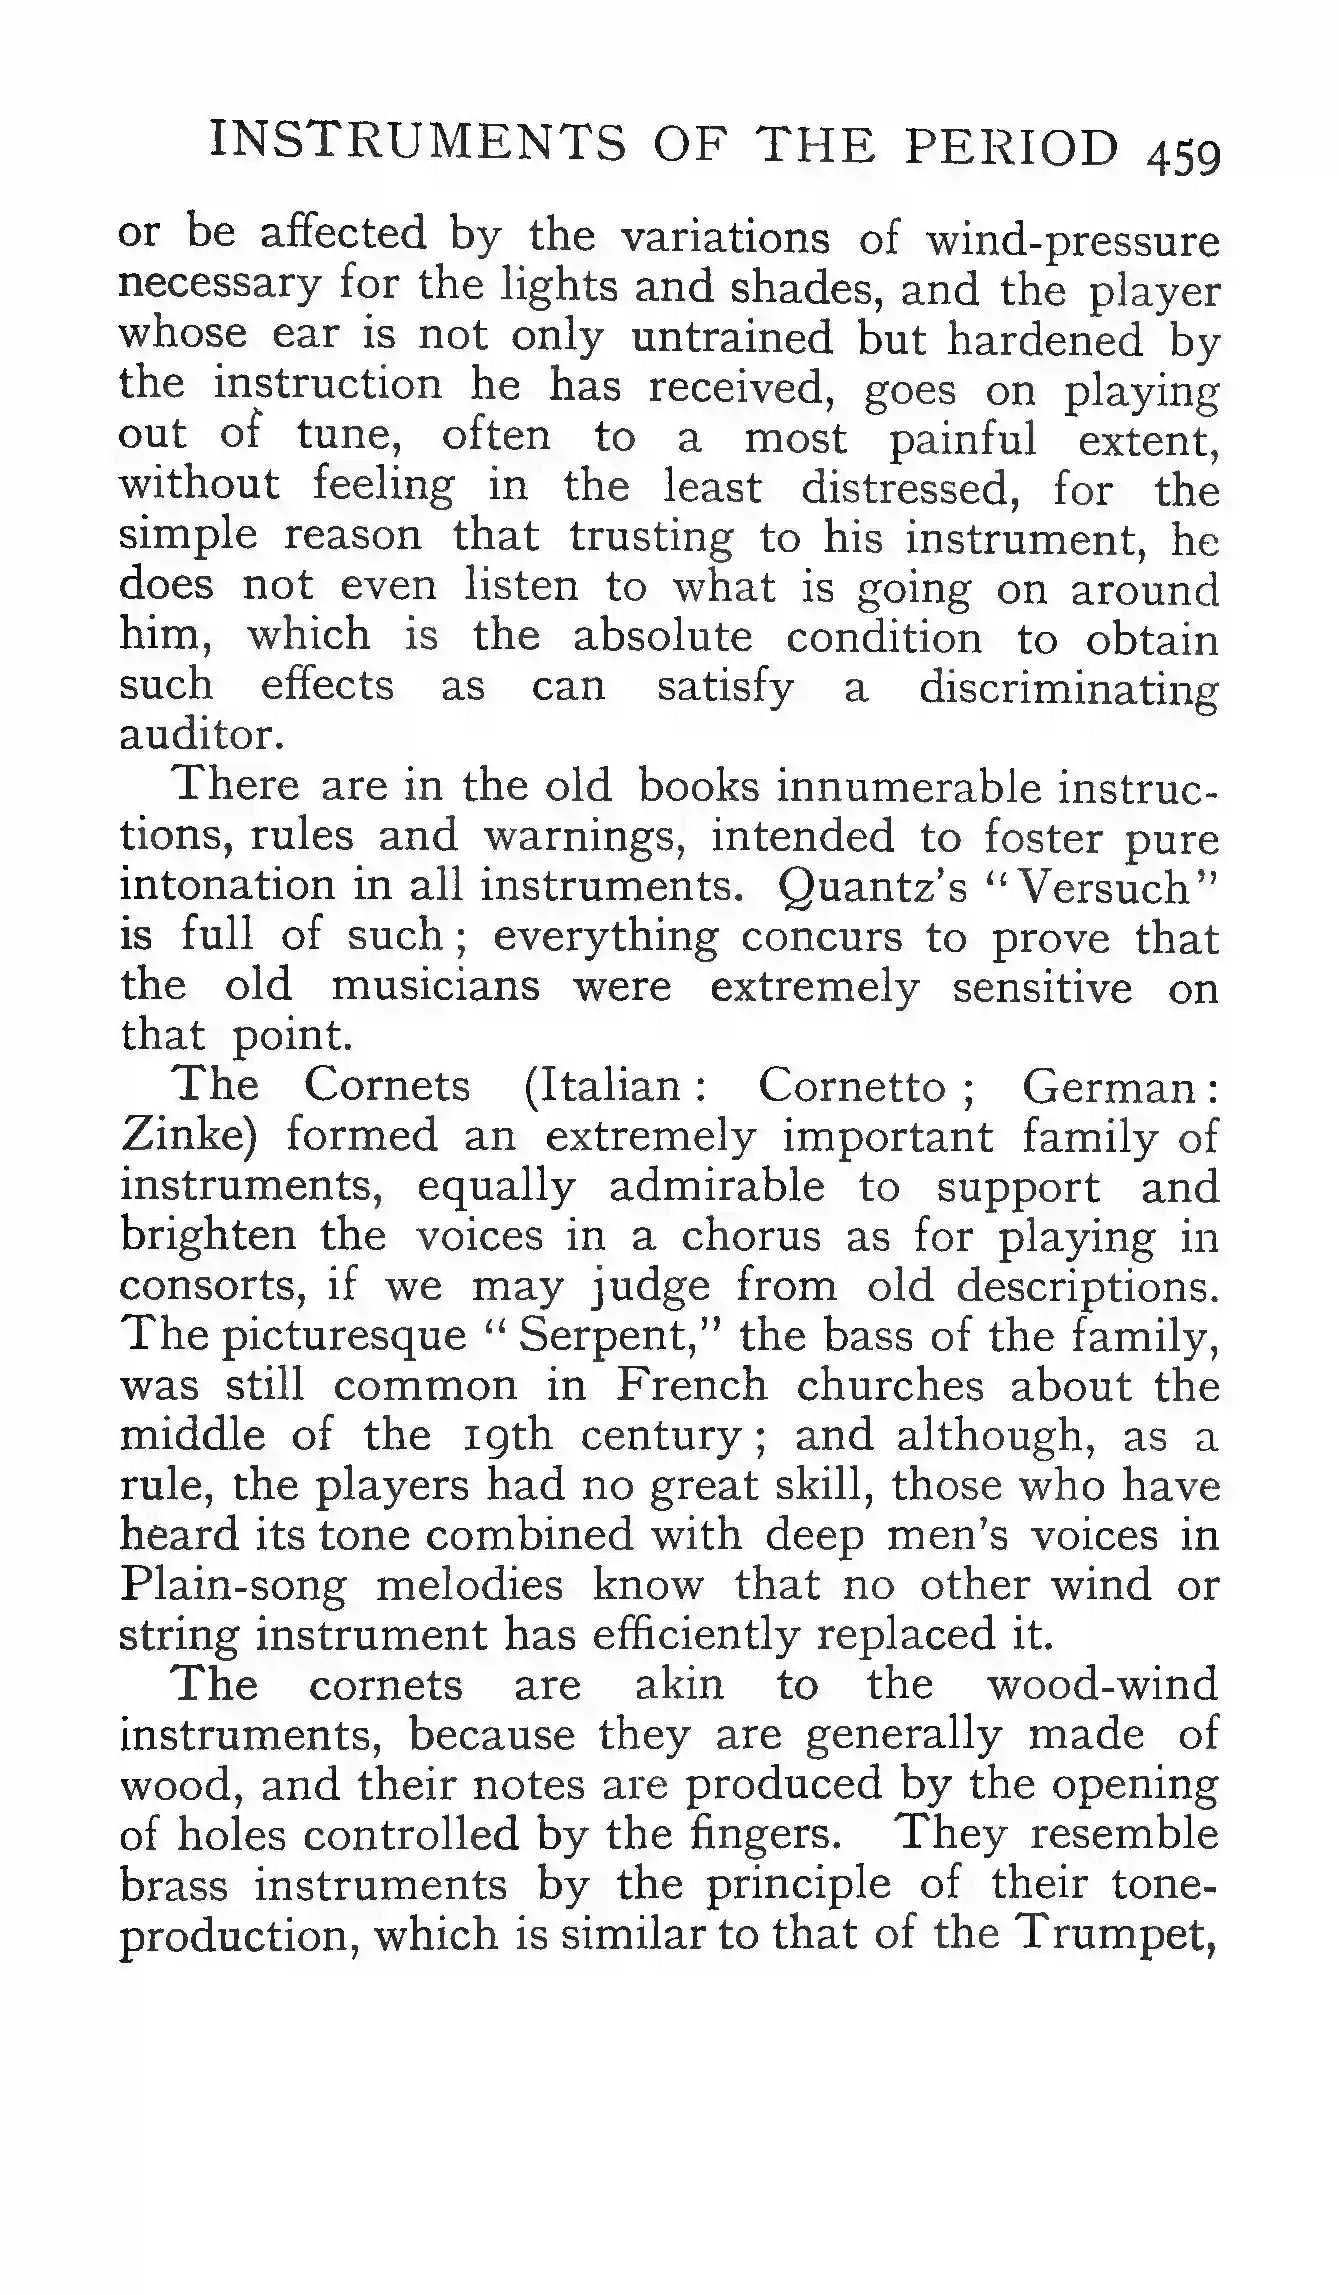 INSTRUMENTS OF THE PERIOD 459
or be affected by the variations of wind-pressure
necessary for the lights and shades, and the player
whose ear is not only untrained but hardened by
the instruction he has received, goes on playing
out of tune, often to a most painful extent,
without feeling in the least distressed, for the
simple reason that trusting to his instrument, he
does not even listen to what is going on around
him, which is the absolute condition to obtain
such effects as can satisfy a discriminating
auditor.
There are in the old books innumerable instruc-
tions, rules and warnings, intended to foster pure
intonation in all instruments. Quantz's "Versuch"
is full of such; everything concurs to prove that
the old musicians were extremely sensitive on
that point.
The Cornets (Italian: Cornetto; German:
Zinke) formed an extremely important family of
instruments, equally admirable to support and
brighten the voices in a chorus as for playing in
consorts, if we may judge from old descriptions.
The picturesque "Serpent," the bass of the family,
was still common in French churches about the
middle of the 19th century; and although, as a
rule, the players had no great skill, those who have
heard its tone combined with deep men's voices in
Plain-song melodies know that no other wind or
string instrument has efficiently replaced it.
The cornets are akin to the wood-wind
instruments, because they are generally made of
wood, and their notes are produced by the opening
of holes controlled by the fingers. They resemble
brass instruments by the principle of their tone-
production, which is similar to that of the Trumpet,